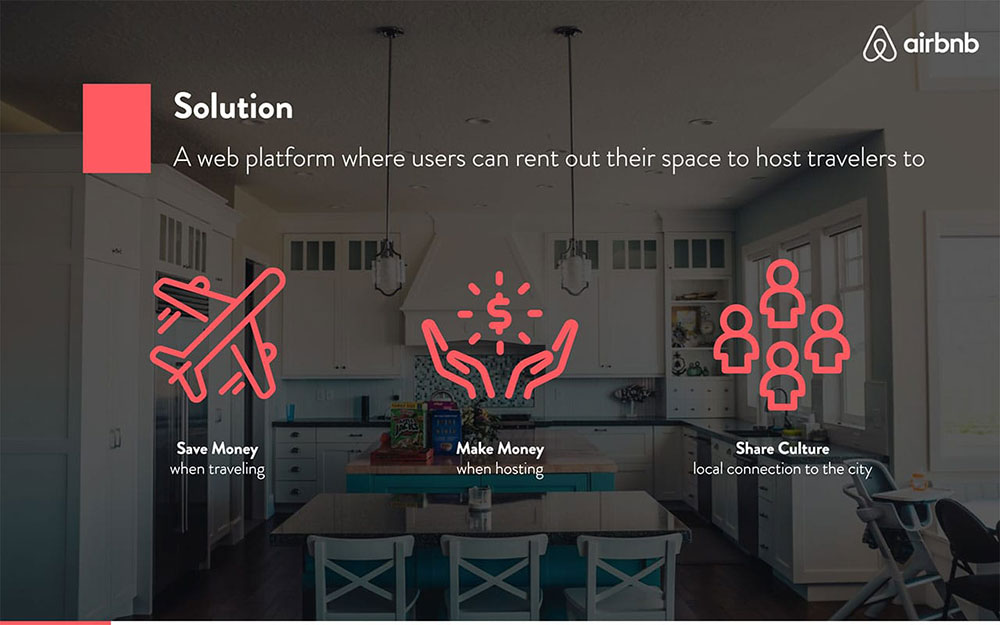 airbnb
Solution
A web platform where users can rent out their space to host travelers to
Save Money
when traveling
Make Money
when hosting
Share Culture
local connection to the city